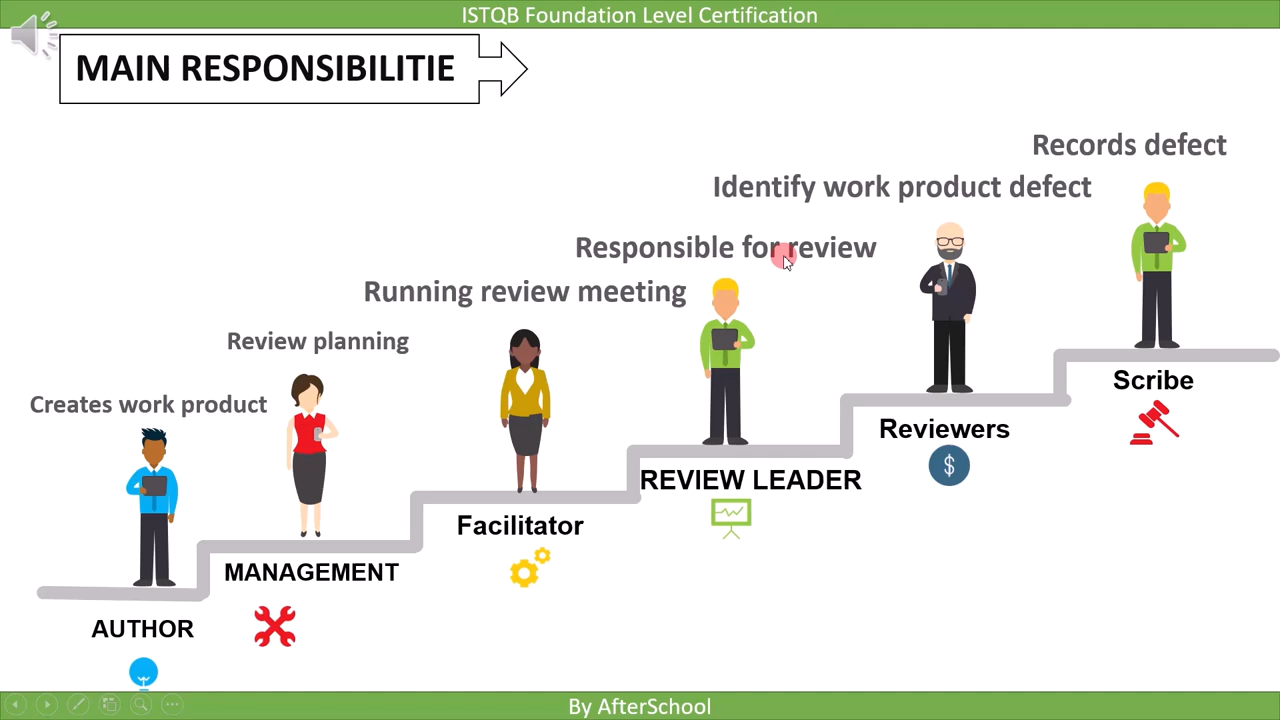 ISTQB Foundation Level Certification
MAIN RESPONSIBILITIE
Records defect
Identify work product defect
Responsible for review
Running review meeting
Review planning
Creates work product
Scribe
Reviewers
$
REVIEW LEADER
Facilitator
MANAGEMENT
AUTHOR
By AfterSchool